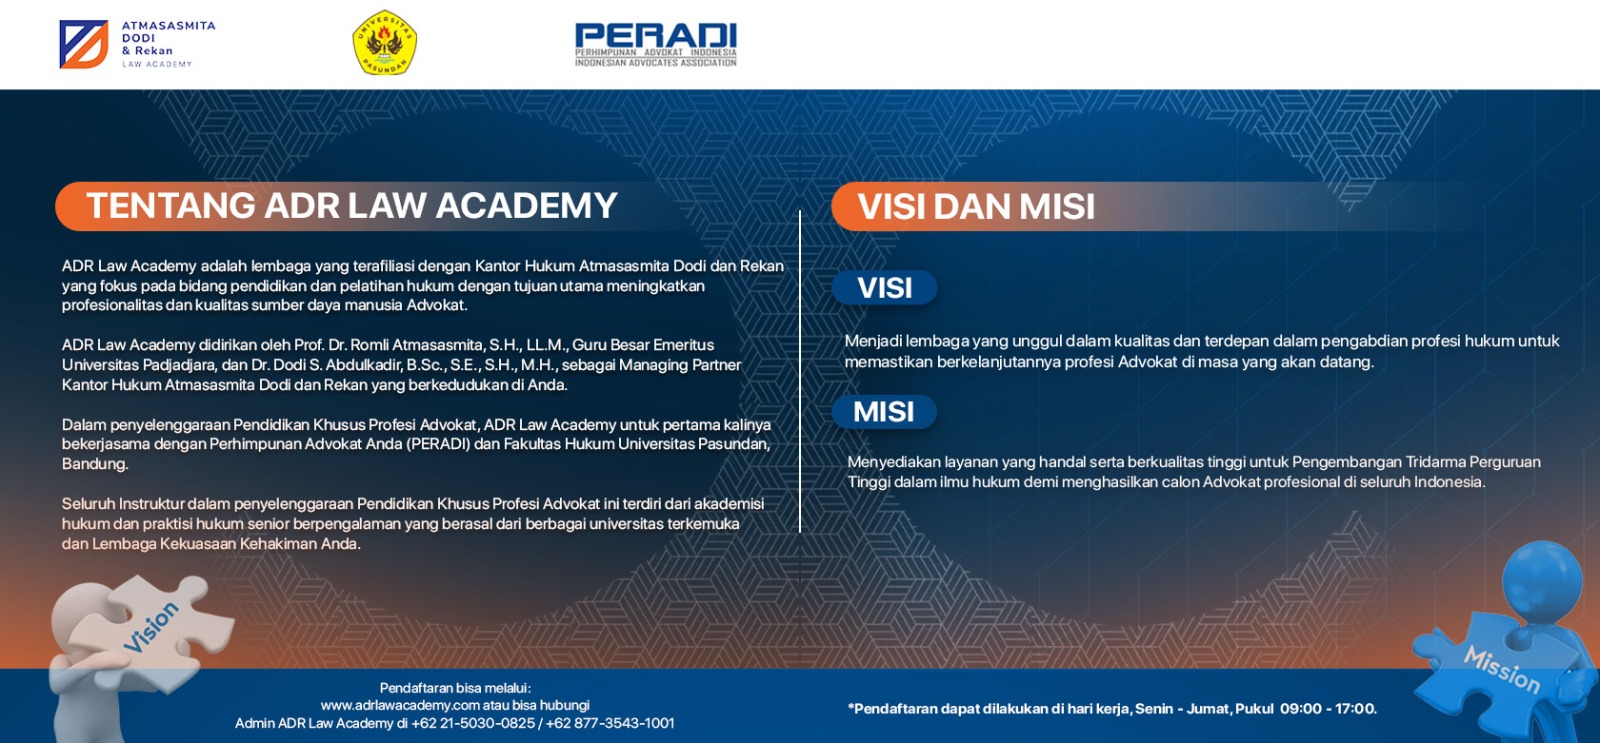 ATMASASMITA
DODI
& Rekan
LAW ACADEMY
UNIVERSITAS
PASUNDAN
PERADI
PERHIMPUNAN ADVOKAT INDONESIA
INDONESIAN ADVOCATES ASSOCIATION
TENTANG ADR LAW ACADEMY
ADR Law Academy adalah lembaga yang terafiliasi dengan Kantor Hukum Atmasasmita Dodi dan Rekan
yang fokus pada bidang pendidikan dan pelatihan hukum dengan tujuan utama meningkatkan
profesionalitas dan kualitas sumber daya manusia Advokat.
ADR Law Academy didirikan oleh Prof. Dr. Romli Atmasasmita, S.H., LL.M., Guru Besar Emeritus
Universitas Padjadjara, dan Dr. Dodi S. Abdulkadir, B.Sc., S.E., S.H., M.H., sebagai Managing Partner
Kantor Hukum Atmasasmita Dodi dan Rekan yang berkedudukan di Anda.
Dalam penyelenggaraan Pendidikan Khusus Profesi Advokat, ADR Law Academy untuk pertama kalinya
bekerjasama dengan Perhimpunan Advokat Anda (PERADI) dan Fakultas Hukum Universitas Pasundan,
Bandung.
Seluruh Instruktur dalam penyelenggaraan Pendidikan Khusus Profesi Advokat ini terdiri dari akademisi
hukum dan praktisi hukum senior berpengalaman yang berasal dari berbagai universitas terkemuka
dan Lembaga Kekuasaan Kehakiman Anda.
VISI DAN MISI
VISI
Menjadi lembaga yang unggul dalam kualitas dan terdepan dalam pengabdian profesi hukum untuk
memastikan berkelanjutannya profesi Advokat di masa yang akan datang.
MISI
Menyediakan layanan yang handal serta berkualitas tinggi untuk Pengembangan Tridarma Perguruan
Tinggi dalam ilmu hukum demi menghasilkan calon Advokat profesional di seluruh Indonesia.
Vision
Mission
Pendaftaran bisa melalui:
www.adrlawacademy.com atau bisa hubungi
Admin ADR Law Academy di +62 21-5030-0825 / +62 877-3543-1001
*Pendaftaran dapat dilakukan di hari kerja, Senin - Jumat, Pukul 09:00 - 17:00.